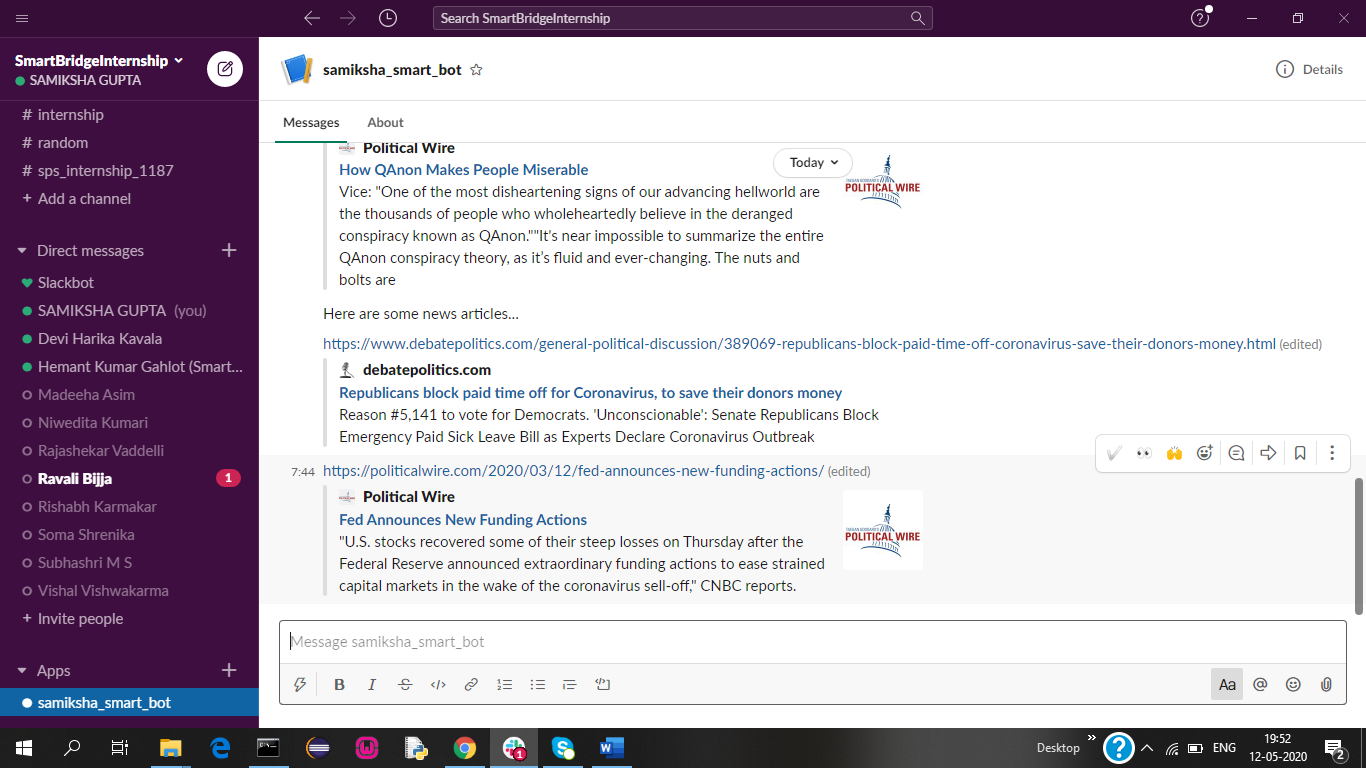 Search SmartBridgeInternship
SmartBridgeInternship
SAMIKSHA GUPTA
# internship
# random
# sps_internship_1187
+ Add a channel
Direct messages
Slackbot
SAMIKSHA GUPTA (you)
Devi Harika Kavala
Hemant Kumar Gahlot (Smart...
Madeeha Asim
Niwedita Kumari
Rajashekar Vaddelli
Ravali Bijja 1
Rishabh Karmakar
Soma Shrenika
Subhashri M S
Vishal Vishwakarma
+ Invite people
Apps
samiksha_smart_bot
samiksha_smart_bot
Details
Messages About
Today
Political Wire
How QAnon Makes People Miserable
Vice: "One of the most disheartening signs of our advancing hellworld are
the thousands of people who wholeheartedly believe in the deranged
conspiracy known as QAnon.""It's near impossible to summarize the entire
QAnon conspiracy theory, as it’s fluid and ever-changing. The nuts and
bolts are
POLITICAL WIRE
Here are some news articles...
https://www.debatepolitics.com/general-political-discussion/389069-republicans-block-paid-time-off-coronavirus-save-their-donors-money.html (edited)
debatepolitics.com
Republicans block paid time off for Coronavirus, to save their donors money
Reason #5,141 to vote for Democrats. 'Unconscionable': Senate Republicans Block
Emergency Paid Sick Leave Bill as Experts Declare Coronavirus Outbreak
7:44 https://politicalwire.com/2020/03/12/fed-announces-new-funding-actions/ (edited)
Political Wire
Fed Announces New Funding Actions
"U.S. stocks recovered some of their steep losses on Thursday after the
Federal Reserve announced extraordinary funding actions to ease strained
capital markets in the wake of the coronavirus sell-off," CNBC reports.
POLITICAL WIRE
Message samiksha_smart_bot
B I Aa @
Desktop
ENG
19:52
12-05-2020
2
1